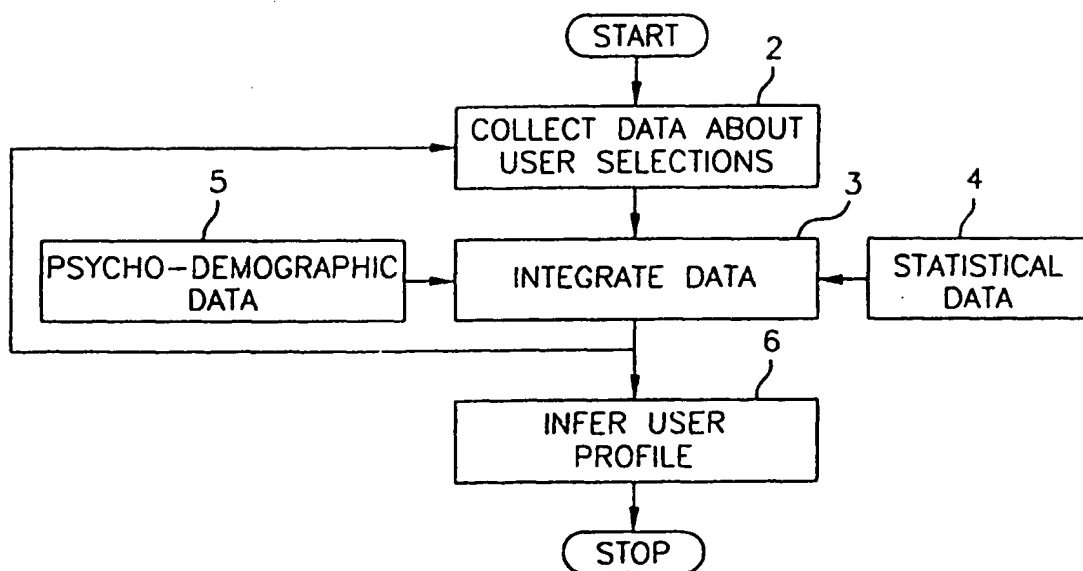 START
2
COLLECT DATA ABOUT
USER SELECTIONS
5
3
4
PSYCHO-DEMOGRAPHIC
DATA
INTEGRATE DATA
STATISTICAL
DATA
6
INFER USER
PROFILE
STOP